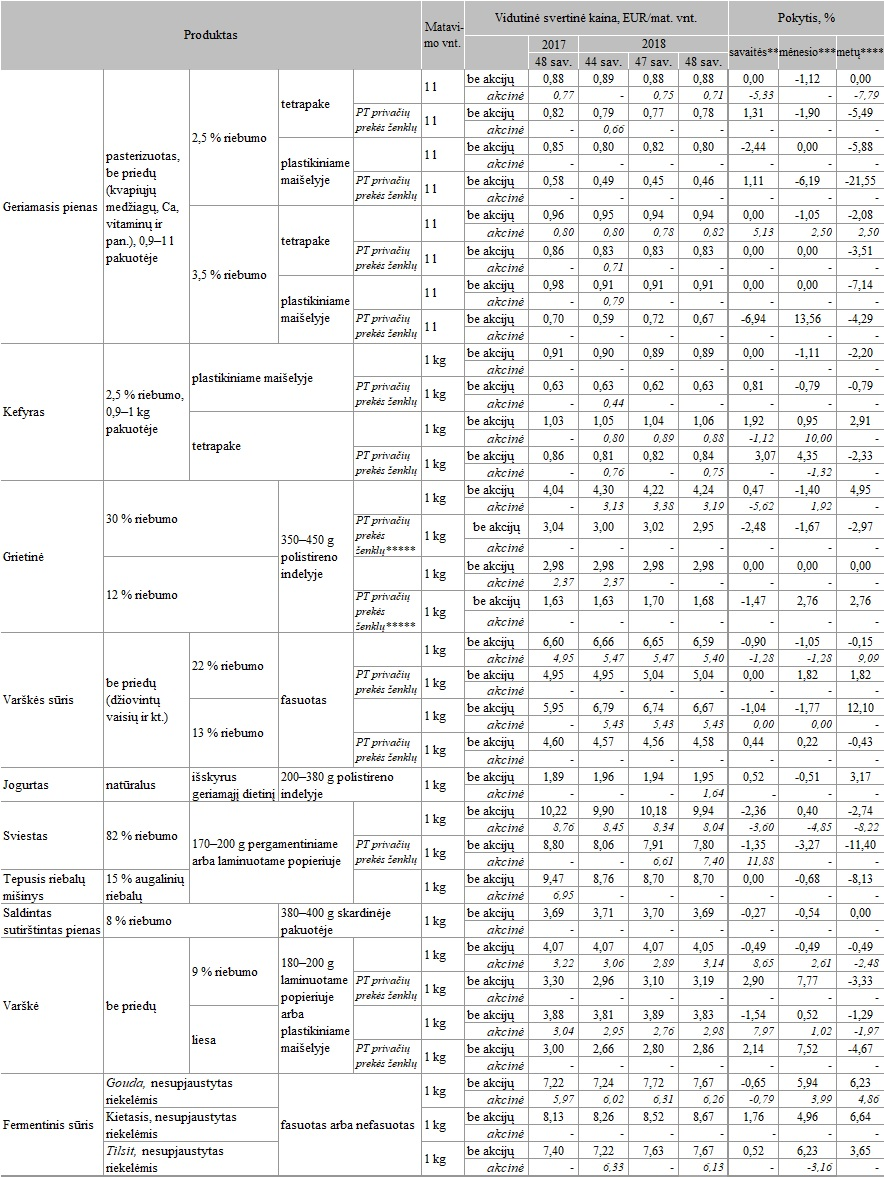 Produktas
Matavi-
mo vnt.
Vidutinė svertinė kaina, EUR/mat. vnt.
Pokytis, %
2017
2018
savaitės**
mėnesio***
metų****
48 sav.
44 sav.
47 sav.
48 sav.
Geriamasis pienas
pasterizuotas,
be priedų
(kvapiųjų
medžiagų, Ca,
vitaminų ir
pan.), 0,9–1 l
pakuotėje
2,5 % riebumo
tetrapake
1 l
be akcijų 0,88 0,89 0,88 0,88 0,00 -1,12 0,00
akcinė 0,77 - 0,75 0,71 -5,33 - -7,79
PT privačių
prekės ženklų
1 l
be akcijų 0,82 0,79 0,77 0,78 1,31 -1,90 -5,49
akcinė - 0,66 - - - - -
plastikiniame
maišelyje
1 l
be akcijų 0,85 0,80 0,82 0,80 -2,44 0,00 -5,88
akcinė - - - - - - -
PT privačių
prekės ženklų
1 l
be akcijų 0,58 0,49 0,45 0,46 1,11 -6,19 -21,55
akcinė - - - - - - -
3,5 % riebumo
tetrapake
1 l
be akcijų 0,96 0,95 0,94 0,94 0,00 -1,05 -2,08
akcinė 0,80 0,80 0,78 0,82 5,13 2,50 2,50
PT privačių
prekės ženklų
1 l
be akcijų 0,86 0,83 0,83 0,83 0,00 0,00 -3,51
akcinė - 0,71 - - - - -
plastikiniame
maišelyje
1 l
be akcijų 0,98 0,91 0,91 0,91 0,00 0,00 -7,14
akcinė - 0,79 - - - - -
PT privačių
prekės ženklų
1 l
be akcijų 0,70 0,59 0,72 0,67 -6,94 13,56 -4,29
akcinė - - - - - - -
Kefyras
2,5 % riebumo,
0,9–1 kg
pakuotėje
plastikiniame maišelyje
1 kg
be akcijų 0,91 0,90 0,89 0,89 0,00 -1,11 -2,20
akcinė - - - - - - -
PT privačių
prekės ženklų
1 kg
be akcijų 0,63 0,63 0,62 0,63 0,81 -0,79 -0,79
akcinė - 0,44 - - - - -
tetrapake
1 kg
be akcijų 1,03 1,05 1,04 1,06 1,92 0,95 2,91
akcinė - 0,80 0,89 0,88 -1,12 10,00 -
PT privačių
prekės ženklų
1 kg
be akcijų 0,86 0,81 0,82 0,84 3,07 4,35 -2,33
akcinė - 0,76 - 0,75 - -1,32 -
Grietinė
30 % riebumo
350–450 g
polistireno
indelyje
1 kg
be akcijų 4,04 4,30 4,22 4,24 0,47 -1,40 4,95
akcinė - 3,13 3,38 3,19 -5,62 1,92 -
PT privačių
prekės
ženklų*****
1 kg
be akcijų 3,04 3,00 3,02 2,95 -2,48 -1,67 -2,97
akcinė - - - - - - -
12 % riebumo
1 kg
be akcijų 2,98 2,98 2,98 2,98 0,00 0,00 0,00
akcinė 2,37 2,37 - - - - -
PT privačių
prekės
ženklų*****
1 kg
be akcijų 1,63 1,63 1,70 1,68 -1,47 2,76 2,76
akcinė - - - - - - -
Varškės sūris
be priedų
(džiovintų
vaisių ir kt.)
22 % riebumo
fasuotas
1 kg
be akcijų 6,60 6,66 6,65 6,59 -0,90 -1,05 -0,15
akcinė 4,95 5,47 5,47 5,40 -1,28 -1,28 9,09
PT privačių
prekės ženklų
1 kg
be akcijų 4,95 4,95 5,04 5,04 0,00 1,82 1,82
akcinė - - - - - - -
13 % riebumo
1 kg
be akcijų 5,95 6,79 6,74 6,67 -1,04 -1,77 12,10
akcinė - 5,43 5,43 5,43 0,00 0,00 -
PT privačių
prekės ženklų
1 kg
be akcijų 4,60 4,57 4,56 4,58 0,44 0,22 -0,43
akcinė - - - - - - -
Jogurtas
natūralus
išskyrus
geriamąjį dietinį
200–380 g polistireno
indelyje
1 kg
be akcijų 1,89 1,96 1,94 1,95 0,52 -0,51 3,17
akcinė - - - 1,64 - - -
Sviestas
82 % riebumo
170–200 g pergamentiniame
arba laminuotame popieriuje
1 kg
be akcijų 10,22 9,90 10,18 9,94 -2,36 0,40 -2,74
akcinė 8,76 8,45 8,34 8,04 -3,60 -4,85 -8,22
PT privačių
prekės ženklų
1 kg
be akcijų 8,80 8,06 7,91 7,80 -1,35 -3,27 -11,40
akcinė - - 6,61 7,40 11,88 - -
Tepusis riebalų
mišinys
15 % augalinių
riebalų
1 kg
be akcijų 9,47 8,76 8,70 8,70 0,00 -0,68 -8,13
akcinė 6,95 - - - - - -
Saldintas
sutirštintas pienas
8 % riebumo
380–400 g skardinėje
pakuotėje
1 kg
be akcijų 3,69 3,71 3,70 3,69 -0,27 -0,54 0,00
akcinė - - - - - - -
Varškė
be priedų
9 % riebumo
180–200 g
laminuotame
popieriuje
arba
plastikiniame
maišelyje
1 kg
be akcijų 4,07 4,07 4,07 4,05 -0,49 -0,49 -0,49
akcinė 3,22 3,06 2,89 3,14 8,65 2,61 -2,48
PT privačių
prekės ženklų
1 kg
be akcijų 3,30 2,96 3,10 3,19 2,90 7,77 -3,33
akcinė - - - - - - -
liesa
1 kg
be akcijų 3,88 3,81 3,89 3,83 -1,54 0,52 -1,29
akcinė 3,04 2,95 2,76 2,98 7,97 1,02 -1,97
PT privačių
prekės ženklų
1 kg
be akcijų 3,00 2,66 2,80 2,86 2,14 7,52 -4,67
akcinė - - - - - - -
Fermentinis sūris
Gouda, nesupjaustytas
riekelėmis
fasuotas arba nefasuotas
1 kg
be akcijų 7,22 7,24 7,72 7,67 -0,65 5,94 6,23
akcinė 5,97 6,02 6,31 6,26 -0,79 3,99 4,86
Kietasis, nesupjaustytas
riekelėmis
1 kg
be akcijų 8,13 8,26 8,52 8,67 1,76 4,96 6,64
akcinė - - - - - - -
Tilsit, nesupjaustytas
riekelėmis
1 kg
be akcijų 7,40 7,22 7,63 7,67 0,52 6,23 3,65
akcinė - 6,33 - 6,13 - -3,16 -